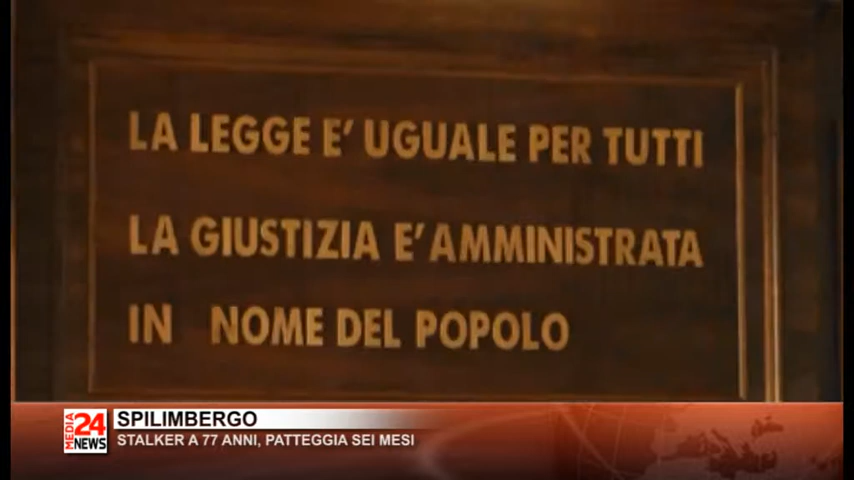 LA LEGGE E' UGUALE PER TUTTI
LA GIUSTIZIA E' AMMINISTRATA
IN NOME DEL POPOLO
MEDIA 24 NEWS
SPILIMBERGO
STALKER A 77 ANNI, PATTEGGIA SEI MESI